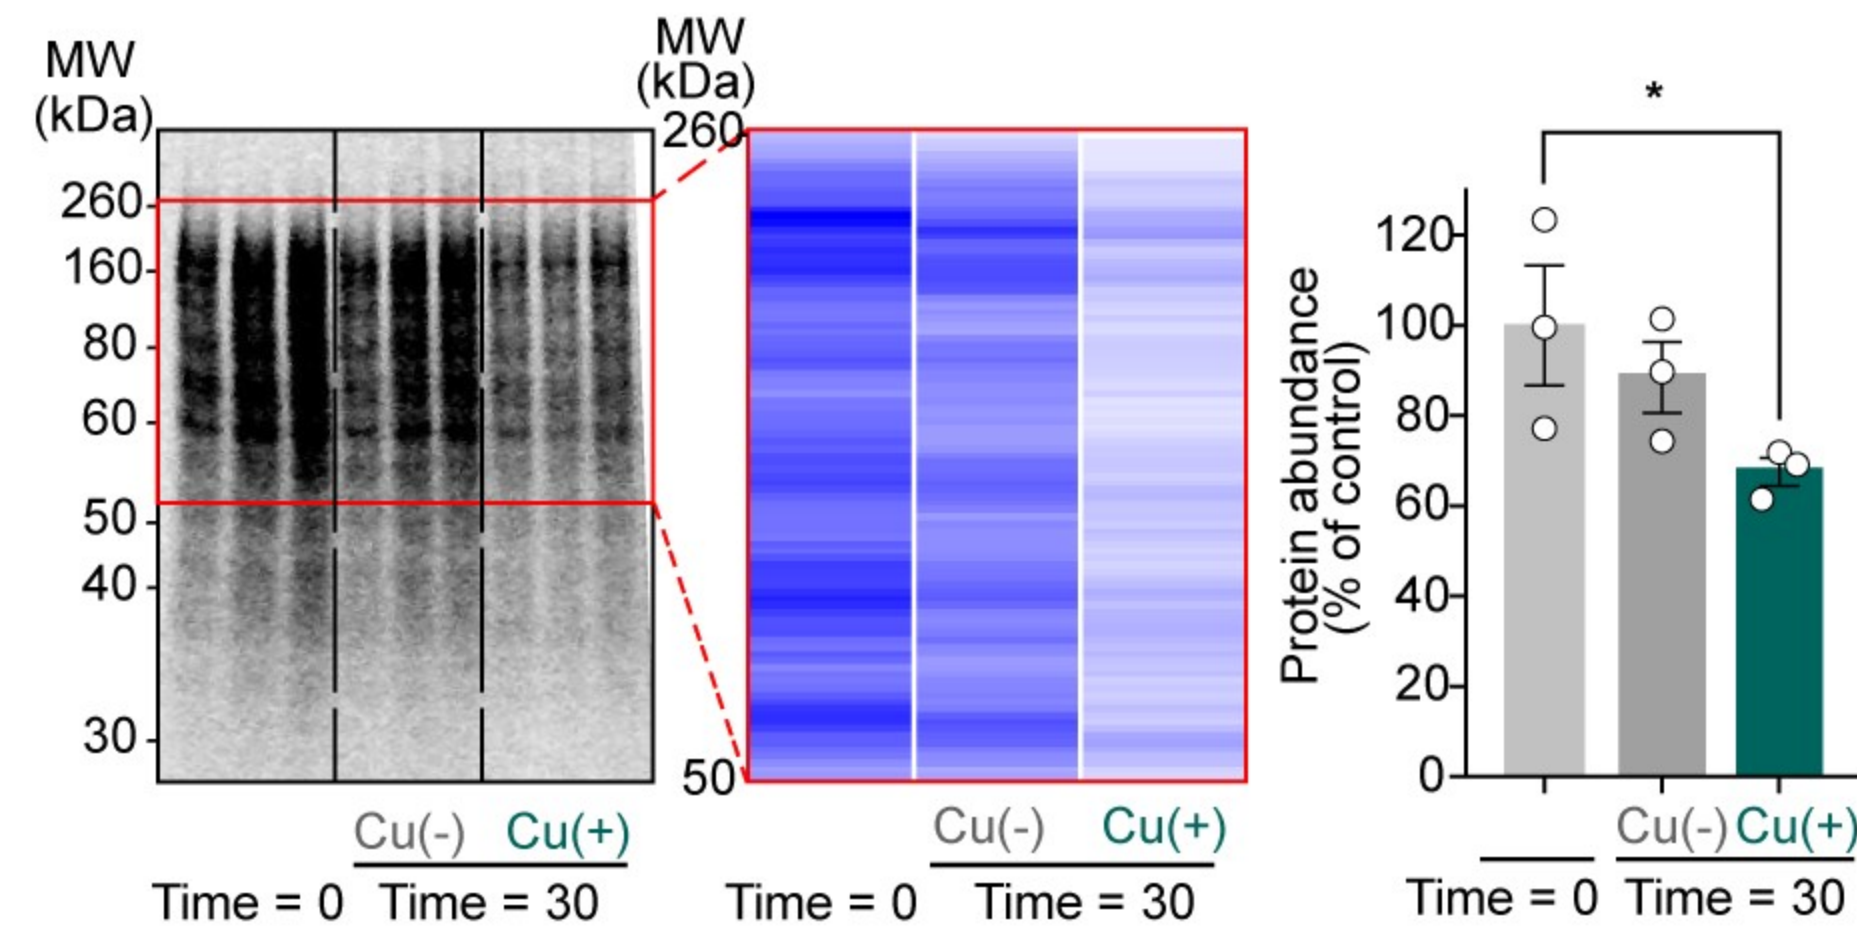 MW
(kDa)
260
160
80
60
50
40
30
Cu(-) Cu(+)
Time = 0 Time = 30
MW
(kDa)
260
50
Cu(-) Cu(+)
Time = 0 Time = 30
*
Protein abundance
(% of control)
120
100
80
60
40
20
0
Cu(-) Cu(+)
Time = 0 Time = 30